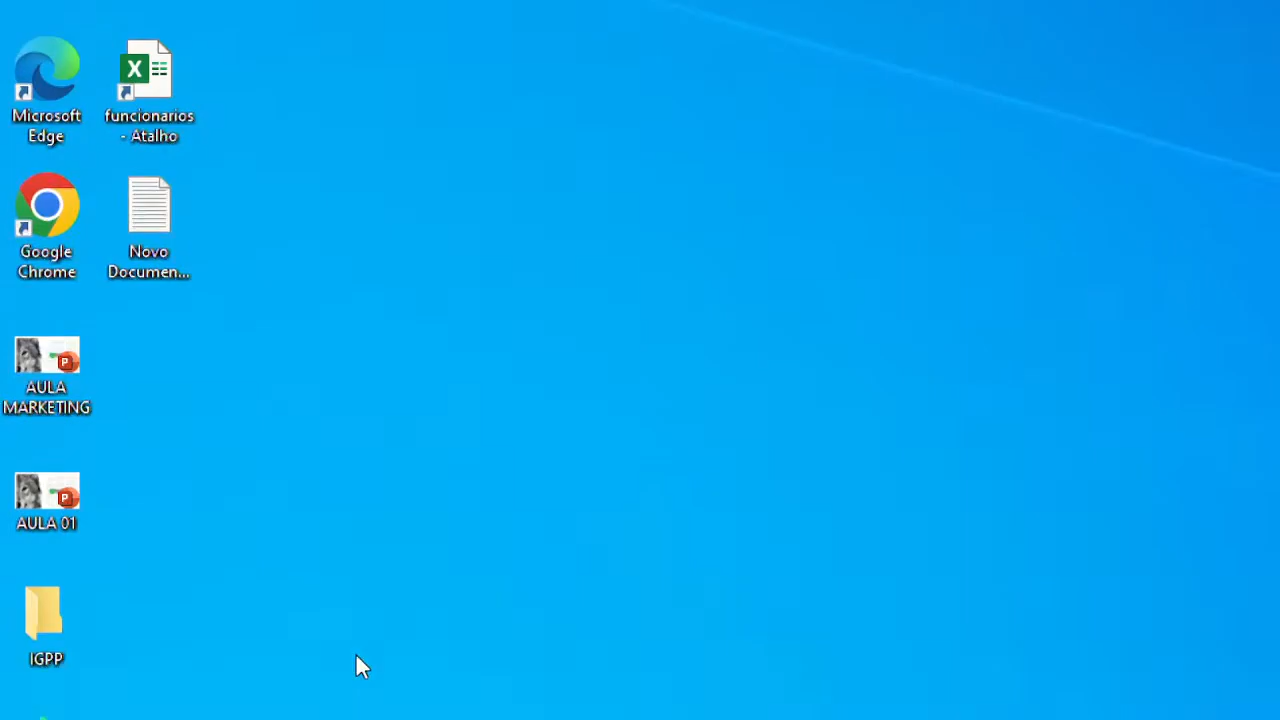 Microsoft
Edge
funcionarios
- Atalho
Google
Chrome
Novo
Documen...
AULA
MARKETING
AULA 01
IGPP